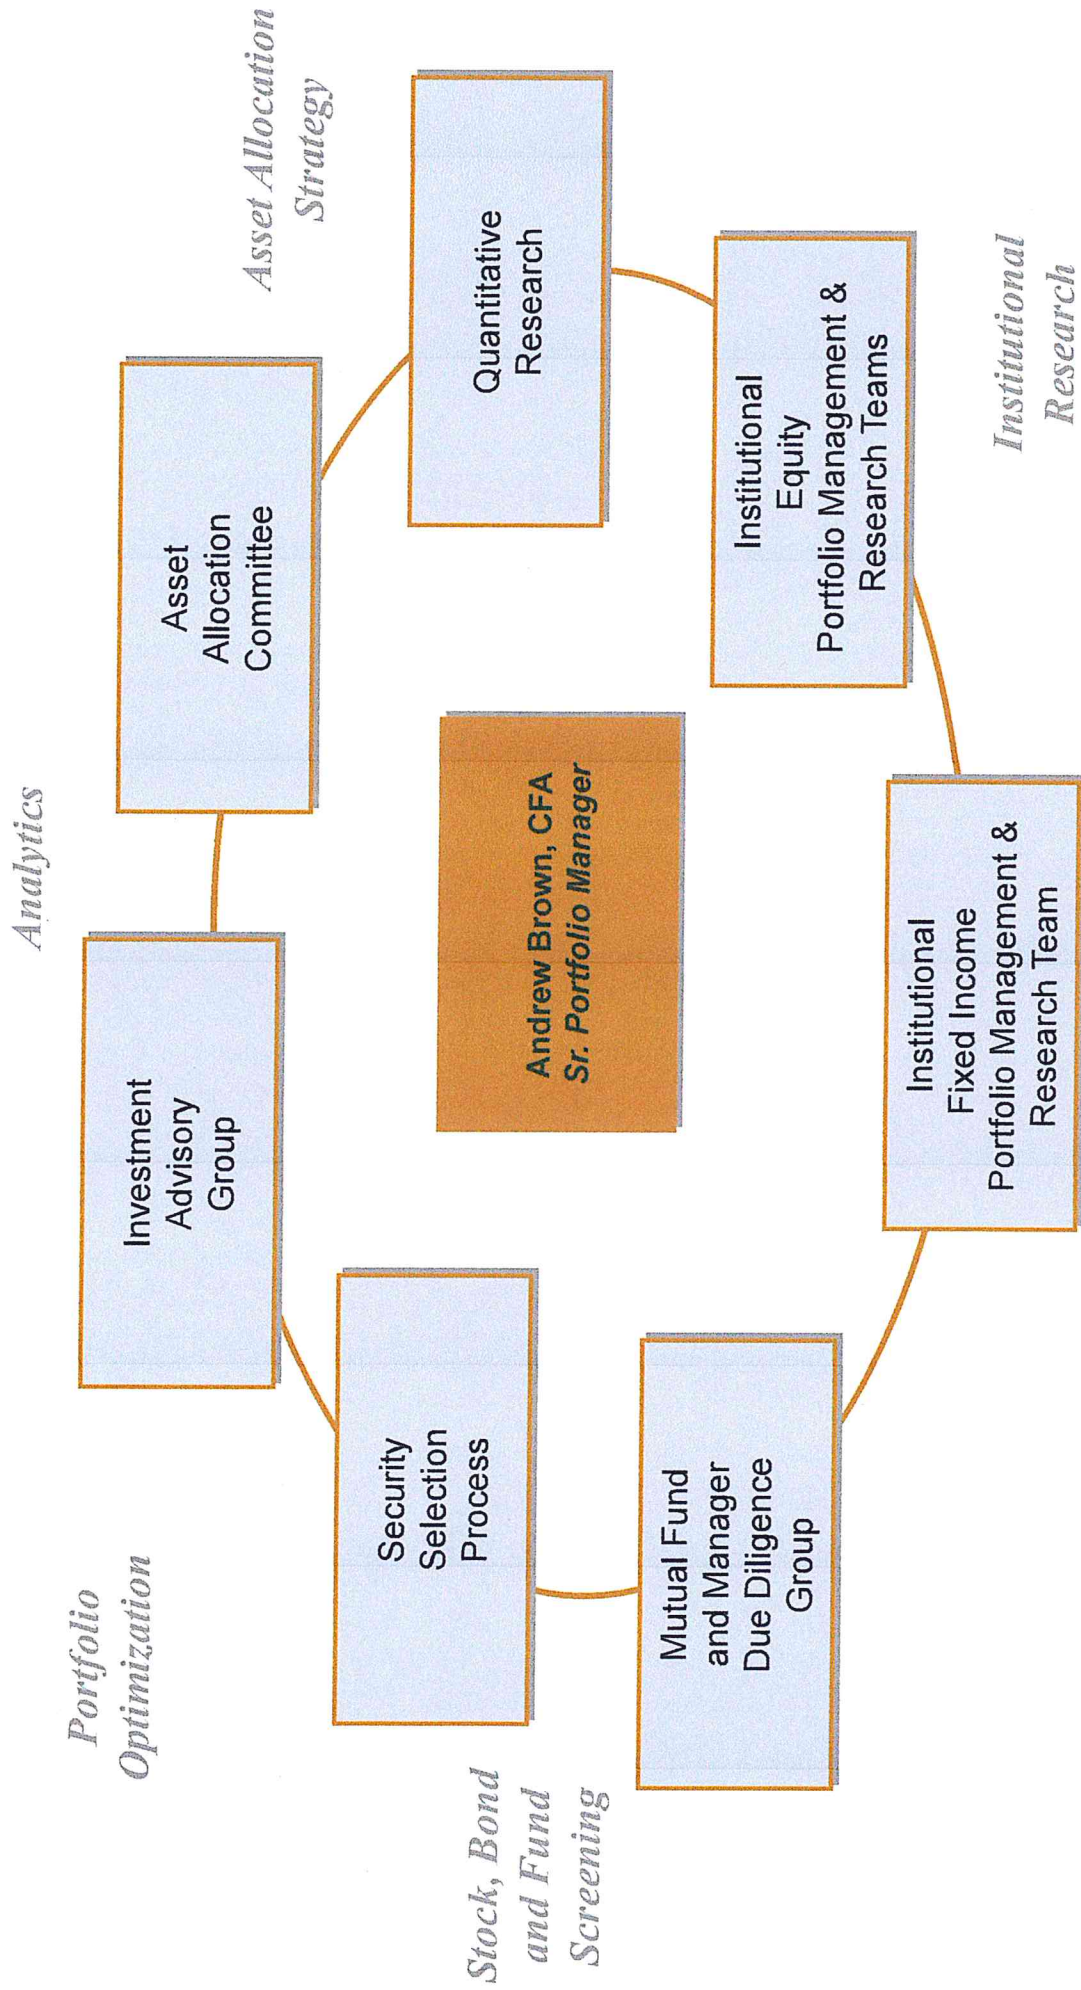 Analytics
Asset Allocation
Strategy
Portfolio
Optimization
Investment
Advisory
Group
Asset
Allocation
Committee
Security
Selection
Process
Quantitative
Research
Andrew Brown, CFA
Sr. Portfolio Manager
Stock, Bond
and Fund
Screening
Mutual Fund
and Manager
Due Diligence
Group
Institutional
Equity
Portfolio Management &
Research Teams
Institutional
Fixed Income
Portfolio Management &
Research Team
Institutional
Research